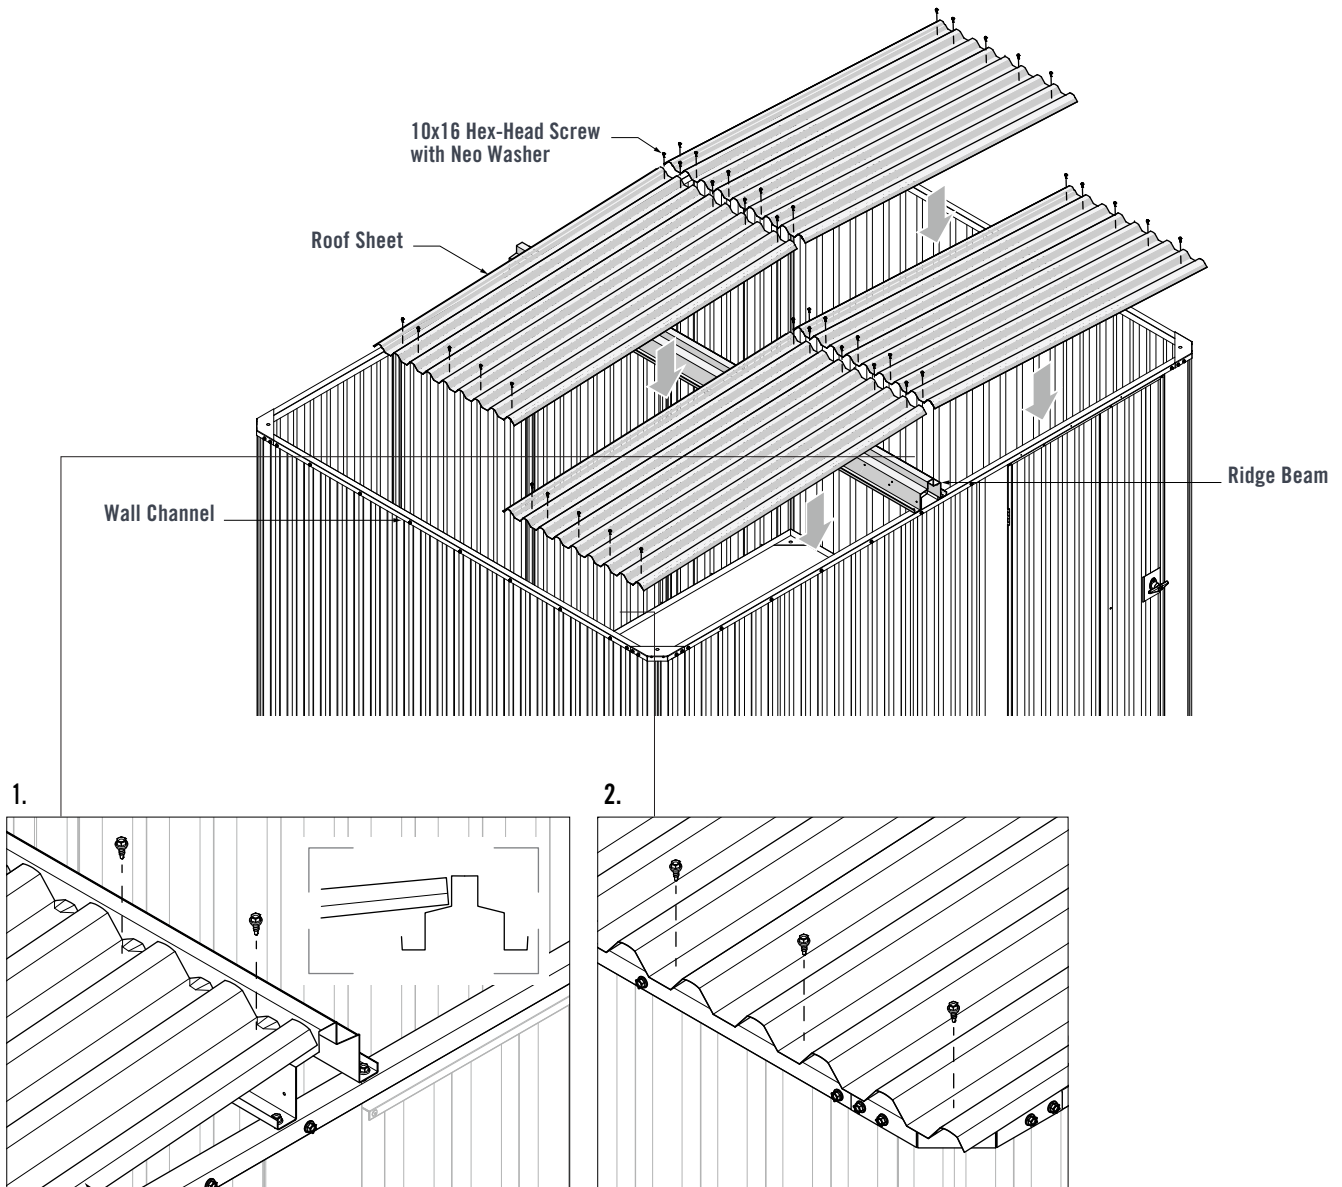 10x16 Hex-Head Screw
with Neo Washer
Roof Sheet
Ridge Beam
Wall Channel
1.
2.